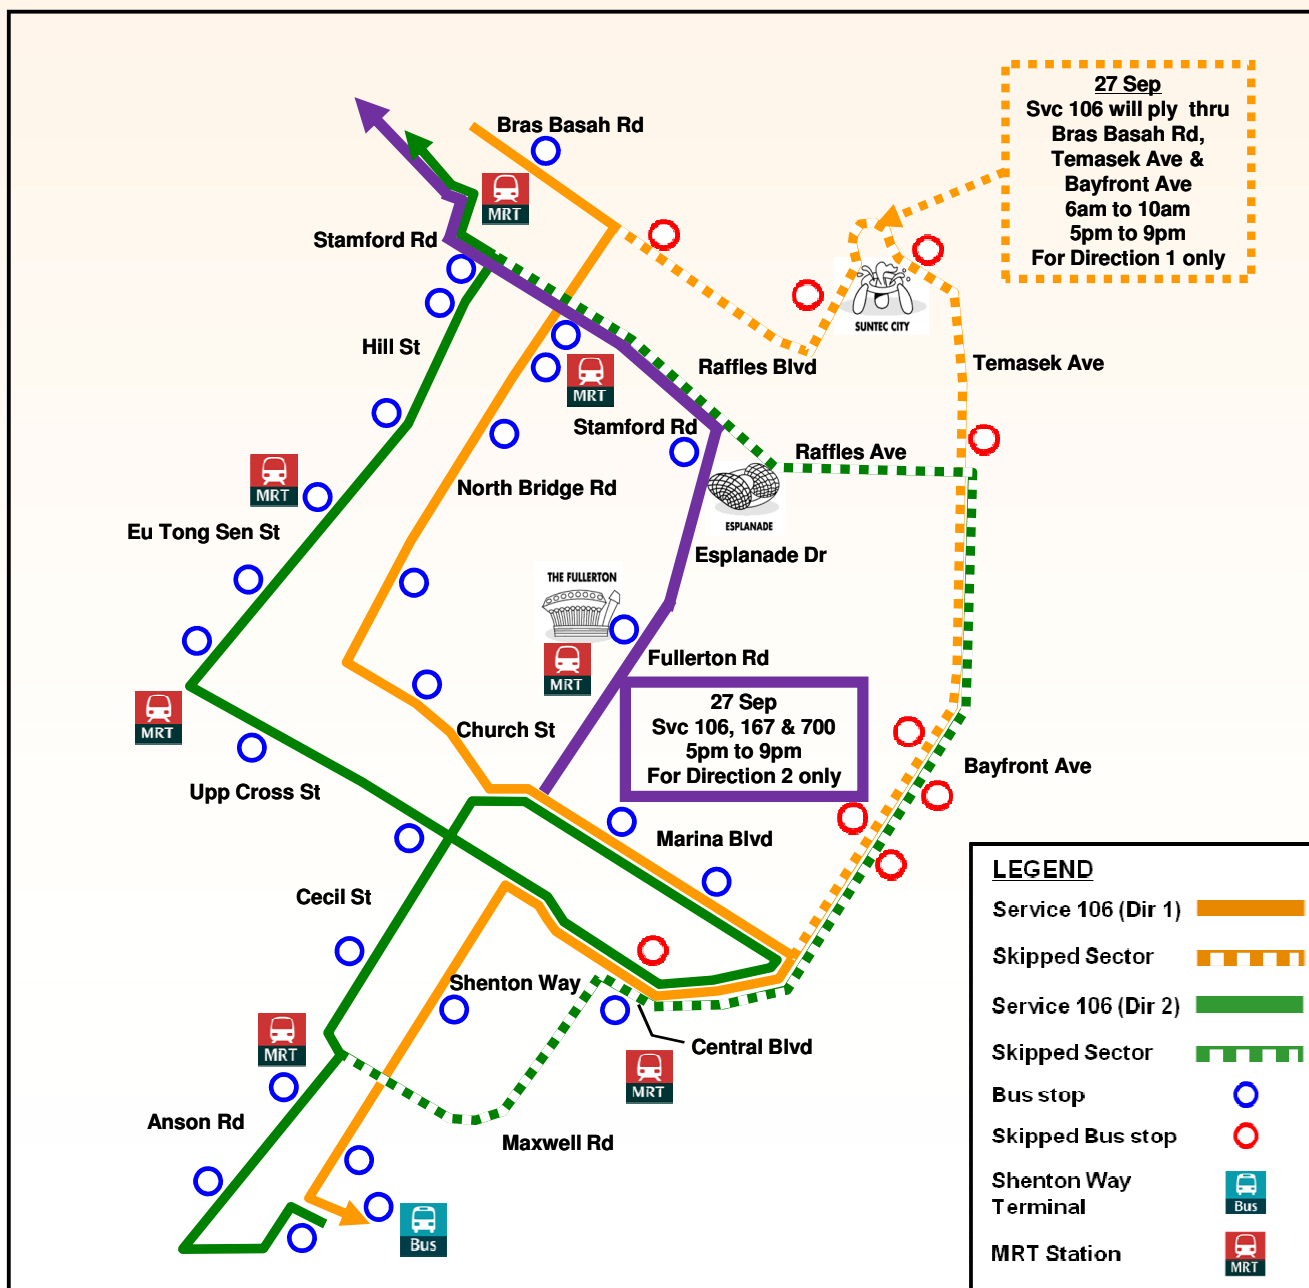 27 Sep
Svc 106 will ply thru
Bras Basah Rd,
Temasek Ave &
Bayfront Ave
6am to 10am
5pm to 9pm
For Direction 1 only
Bras Basah Rd
MRT
Stamford Rd
SUNTEC CITY
Hill St
Raffles Blvd
Temasek Ave
MRT
Stamford Rd
Raffles Ave
MRT
North Bridge Rd
ESPLANADE
Eu Tong Sen St
Esplanade Dr
THE FULLERTON
MRT
Fullerton Rd
27 Sep
Svc 106, 167 & 700
5pm to 9pm
For Direction 2 only
MRT
Church St
Bayfront Ave
Upp Cross St
Marina Blvd
Cecil St
Shenton Way
Central Blvd
MRT
MRT
Anson Rd
Maxwell Rd
Bus
LEGEND
Service 106 (Dir 1)
Skipped Sector
Service 106 (Dir 2)
Skipped Sector
Bus stop
Skipped Bus stop
Shenton Way
Terminal
Bus
MRT Station
MRT